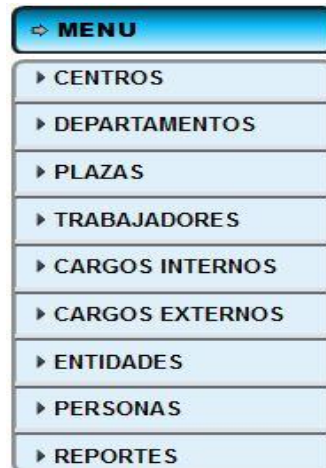 MENU
CENTROS
DEPARTAMENTOS
PLAZAS
TRABAJADORES
CARGOS INTERNOS
CARGOS EXTERNOS
ENTIDADES
PERSONAS
REPORTES